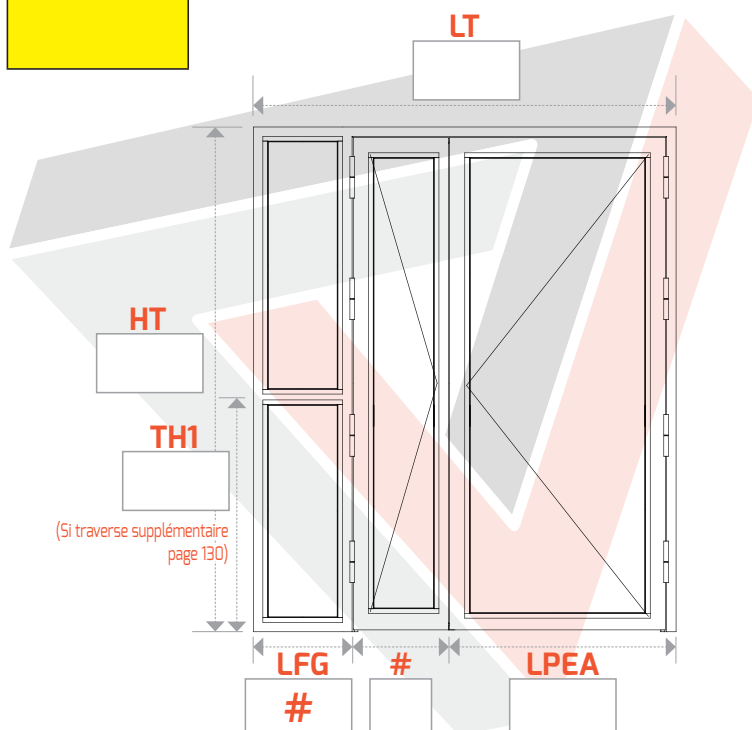 LT
HT
TH1
(Si traverse supplémentaire
page 130)
LFG
#
LPEA
#